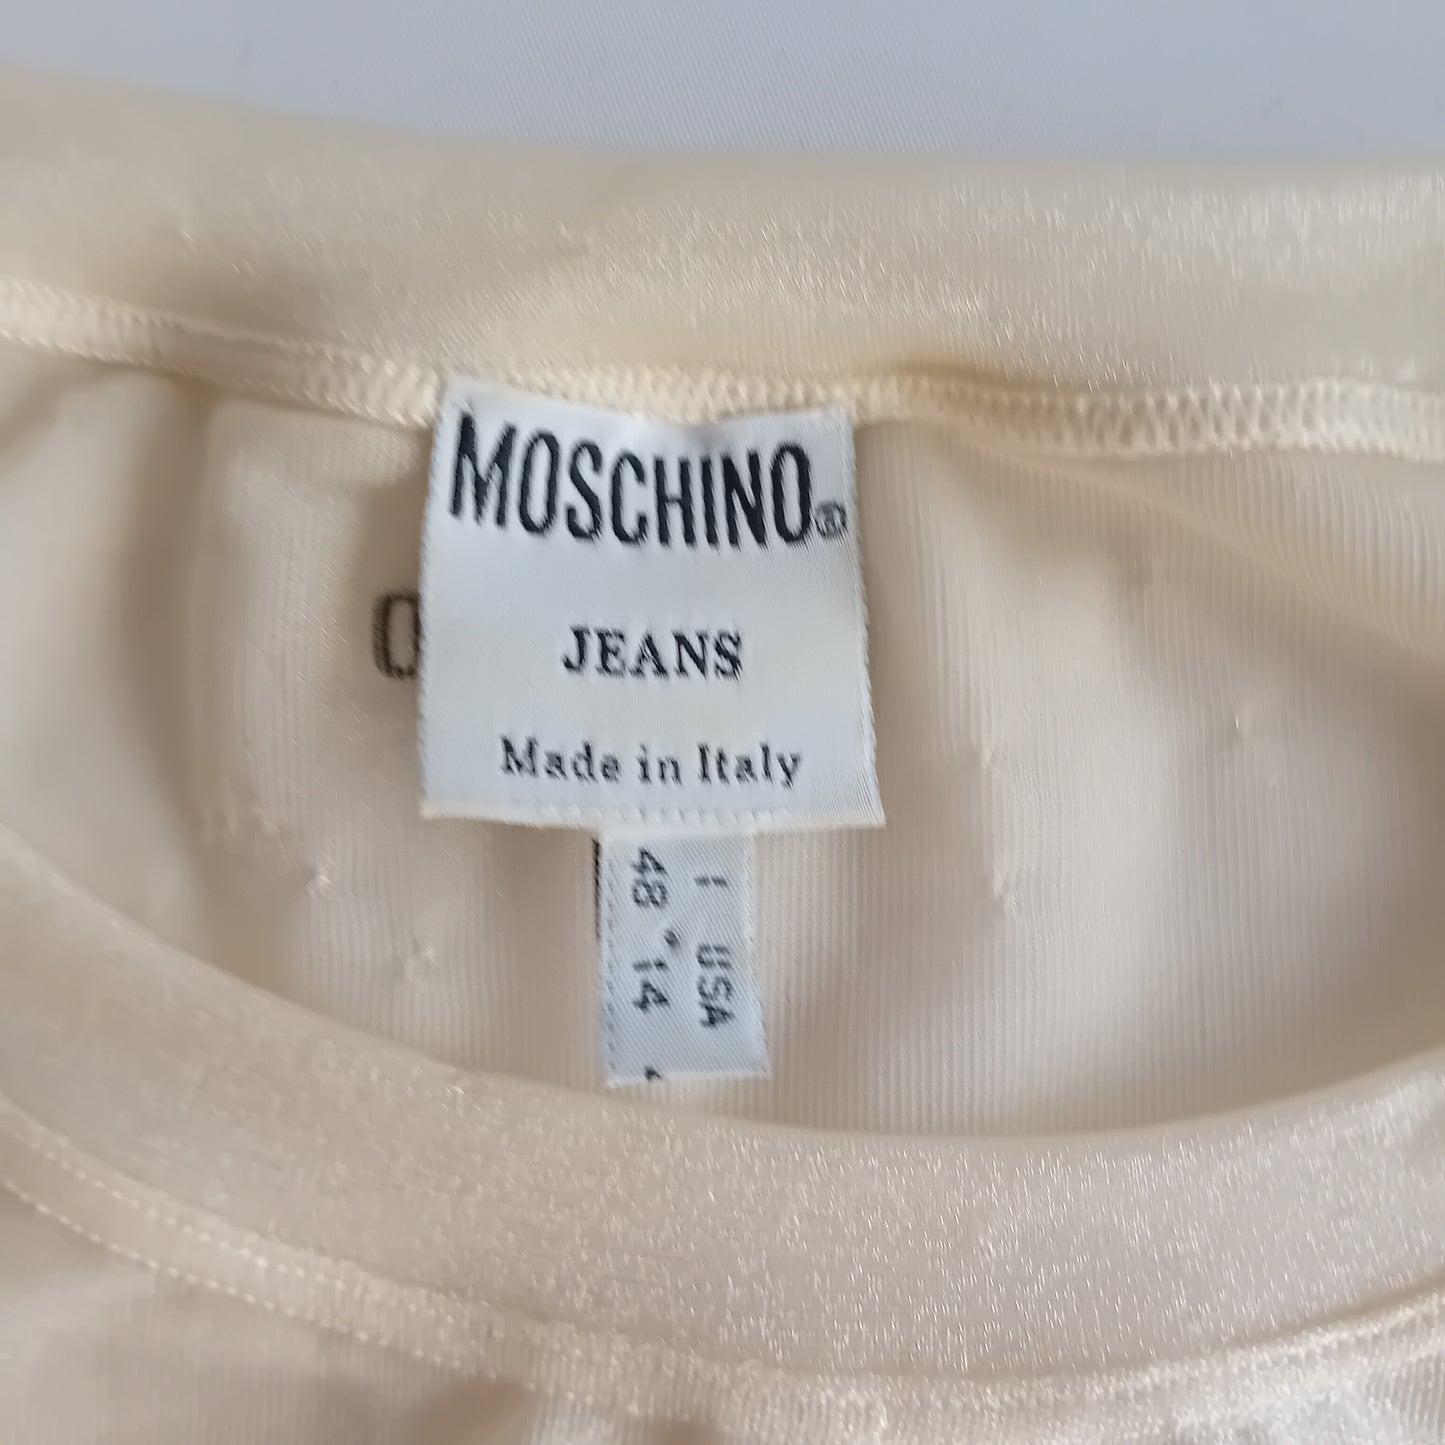 MOSCHINO®
JEANS
Made in Italy
I USA
48 * 14